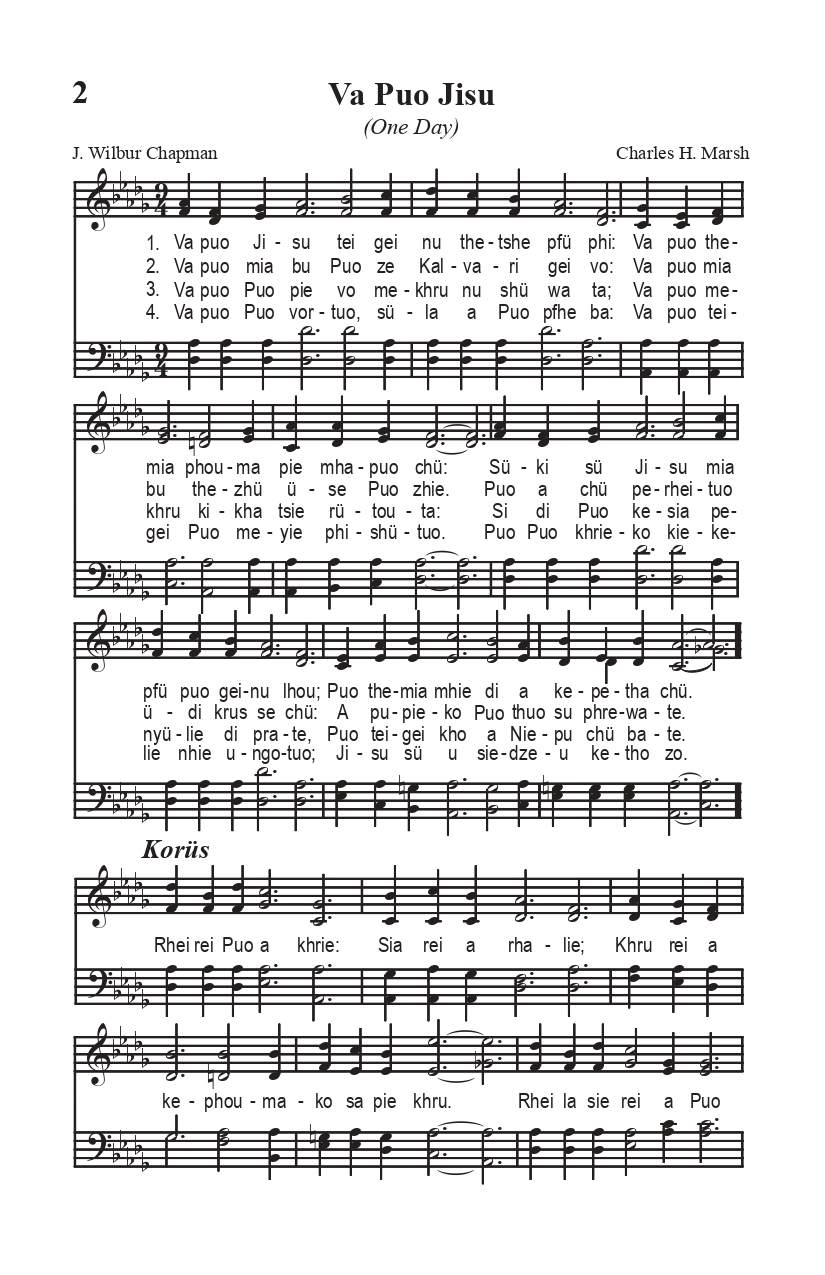 2
Va Puo Jisu
(One Day)
J. Wilbur Chapman
Charles H. Marsh
1. Va puo Ji - su tei gei nu the - tshe pfü phi: Va puo the -
2. Va puo mia bu Puo ze Kal - va - ri gei vo: Va puo mia
3. Va puo Puo pie vo me - khru nu shü wa ta; Va puo me -
4. Va puo Puo vor - tuo, sü - la a Puo pfhe ba: Va puo tei -
mia phou - ma pie mha - puo chü: Sü - ki sü Ji - su mia
bu the - zhü ü - se Puo zhie. Puo a chü pe - rhei - tuo
khru ki - kha tsie rü - tou - ta: Si di Puo ke - sia pe -
gei Puo me - yie phi - shü - tuo. Puo Puo khrie - ko kie - ke -
pfü puo gei - nu lhou; Puo the - mia mhie di a ke - pe - tha chü.
ü - di krus se chü: A pu - pie - ko Puo thuo su phre - wa - te.
nyü - lie di pra - te, Puo tei - gei kho a Nie - pu chü ba - te.
lie nhie u - ngo - tuo; Ji - su sü u sie - dze - u ke - tho zo.
Korüs
Rhei rei Puo a khrie: Sia rei a rha - lie; Khru rei a
ke - phou - ma - ko sa pie khru. Rhei la sie rei a Puo